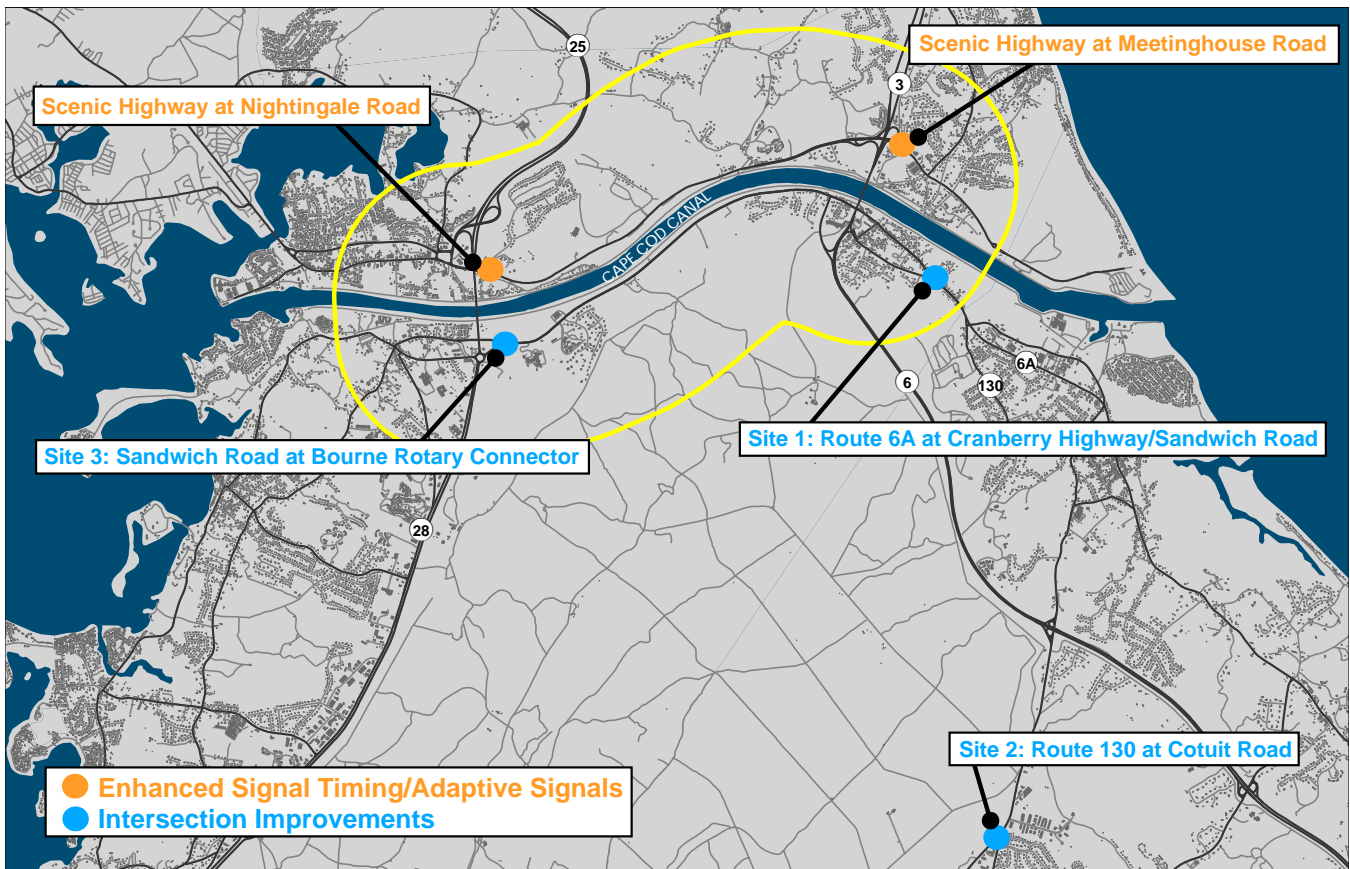 25
Scenic Highway at Meetinghouse Road
3
Scenic Highway at Nightingale Road
CAPE COD CANAL
6A
6
130
Site 3: Sandwich Road at Bourne Rotary Connector
Site 1: Route 6A at Cranberry Highway/Sandwich Road
28
Site 2: Route 130 at Cotuit Road
Enhanced Signal Timing/Adaptive Signals
Intersection Improvements